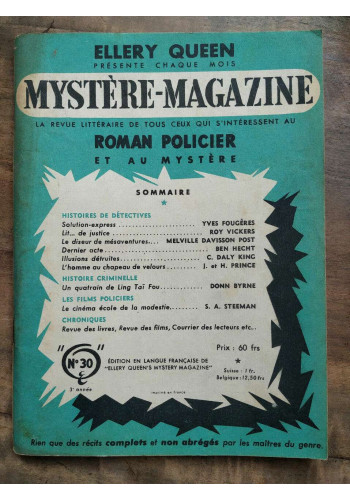 ELLERY QUEEN
PRÉSENTE CHAQUE MOIS
MYSTÈRE-MAGAZINE
LA REVUE LITTÉRAIRE DE TOUS CEUX QUI S'INTÉRESSENT AU
ROMAN POLICIER
ET AU MYSTÈRE
SOMMAIRE
HISTOIRES DE DÉTECTIVES
Solution-express ........................ YVES FOUGÈRES
Lit... de justice ........................ ROY VICKERS
Le diseur de mésaventures.... MELVILLE DAVISSON POST
Dernier acte ............................ BEN HECHT
Illusions détruites ..................... C. DALY KING
L'homme au chapeau de velours ........... J. et H. PRINCE
HISTOIRE CRIMINELLE
Un quatrain de Ling Taï Fou ............. DONN BYRNE
LES FILMS POLICIERS
Le cinéma école de la modestie........... S. A. STEEMAN
CHRONIQUES
Revue des livres, Revue des films, Courrier des lecteurs etc..
N° 30
3e année
ÉDITION EN LANGUE FRANÇAISE DE
"ELLERY QUEEN'S MYSTERY MAGAZINE"
Prix : 60 frs
Suisse : 1 fr.
Belgique : 12,50 frs
Imprimé en France
Rien que des récits complets et non abrégés par les maîtres du genre